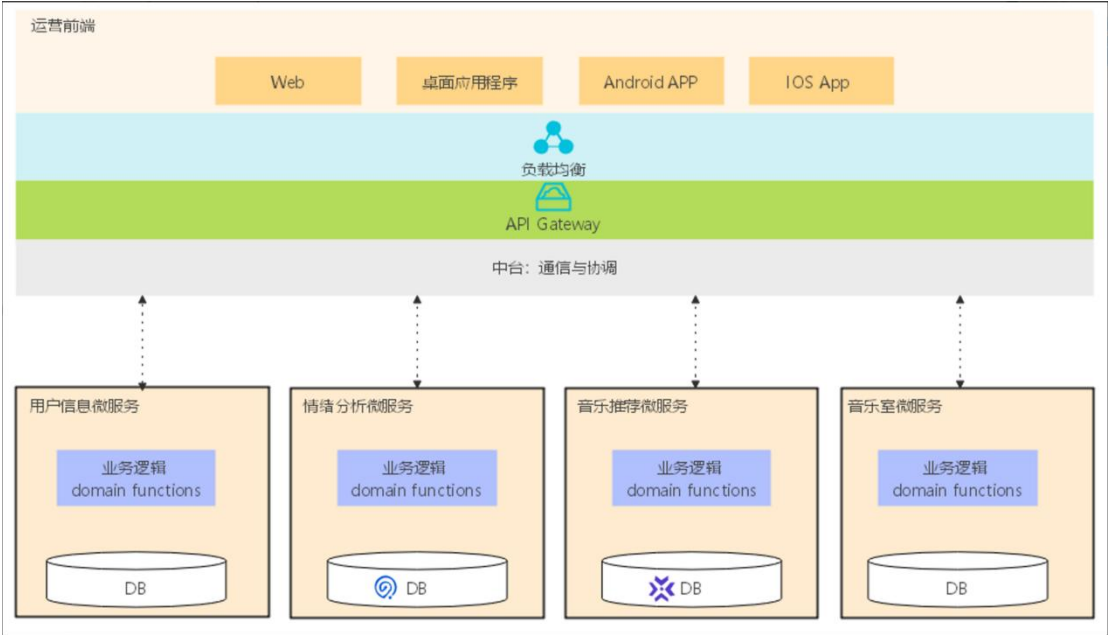 运营前端
Web
桌面应用程序
Android APP
IOS App
负载均衡
API Gateway
中台：通信与协调
用户信息微服务
情绪分析微服务
音乐推荐微服务
音乐室微服务
业务逻辑
domain functions
业务逻辑
domain functions
业务逻辑
domain functions
业务逻辑
domain functions
DB
DB
DB
DB